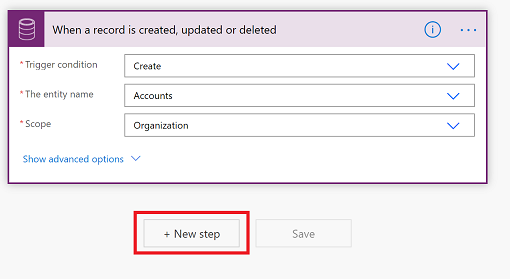 When a record is created, updated or deleted
* Trigger condition
Create
* The entity name
Accounts
* Scope
Organization
Show advanced options
+ New step
Save